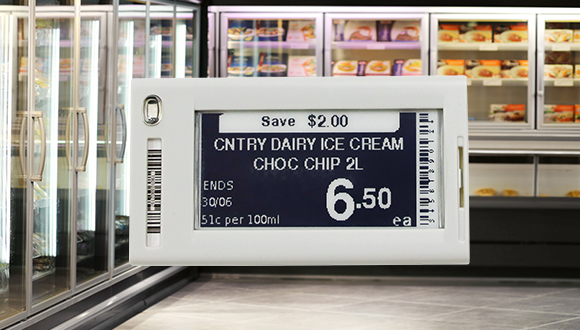 Save $2.00
CNTRY DAIRY ICE CREAM
CHOC CHIP 2L
ENDS
30/06
6.50
51c per 100ml
ea